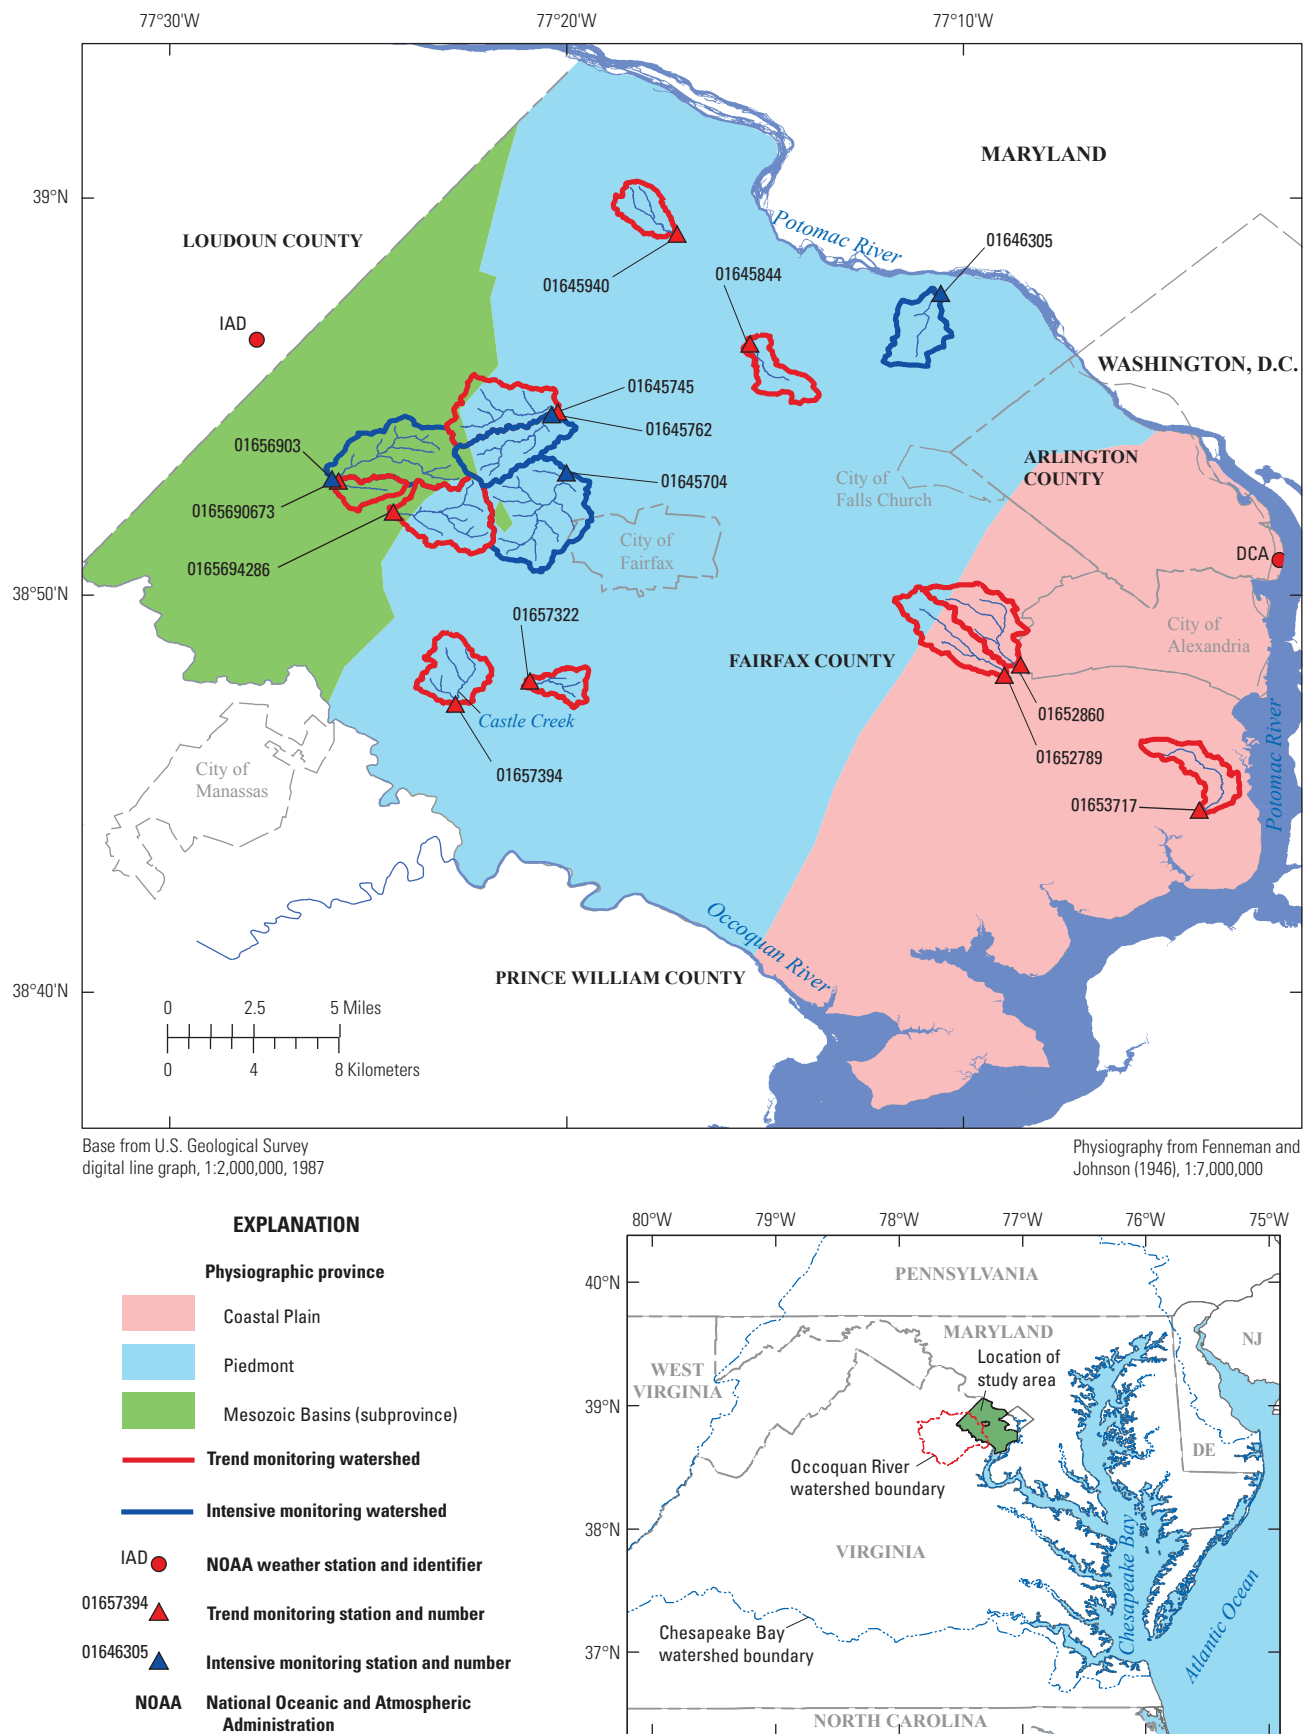 77°30'W
77°20'W
77°10'W
39°N
38°50'N
38°40'N
MARYLAND
Potomac River
01646305
LOUDOUN COUNTY
01645940
01645844
IAD
WASHINGTON, D.C.
01645745
01645762
01656903
01645704
ARLINGTON
COUNTY
City of
Falls Church
0165690673
0165694286
City of
Fairfax
DCA
01657322
City of
Alexandria
FAIRFAX COUNTY
Castle Creek
01652860
01652789
01657394
City of
Manassas
01653717
Potomac River
Occoquan River
PRINCE WILLIAM COUNTY
0 2.5 5 Miles
0 4 8 Kilometers
Base from U.S. Geological Survey
digital line graph, 1:2,000,000, 1987
Physiography from Fenneman and
Johnson (1946), 1:7,000,000
EXPLANATION
Physiographic province
Coastal Plain
Piedmont
Mesozoic Basins (subprovince)
Trend monitoring watershed
Intensive monitoring watershed
IAD NOAA weather station and identifier
01657394 Trend monitoring station and number
01646305 Intensive monitoring station and number
NOAA National Oceanic and Atmospheric
Administration
80°W 79°W 78°W 77°W 76°W 75°W
40°N
39°N
38°N
37°N
PENNSYLVANIA
MARYLAND
NJ
WEST
VIRGINIA
Location of
study area
DE
Occoquan River
watershed boundary
VIRGINIA
Chesapeake Bay
Atlantic Ocean
Chesapeake Bay
watershed boundary
NORTH CAROLINA